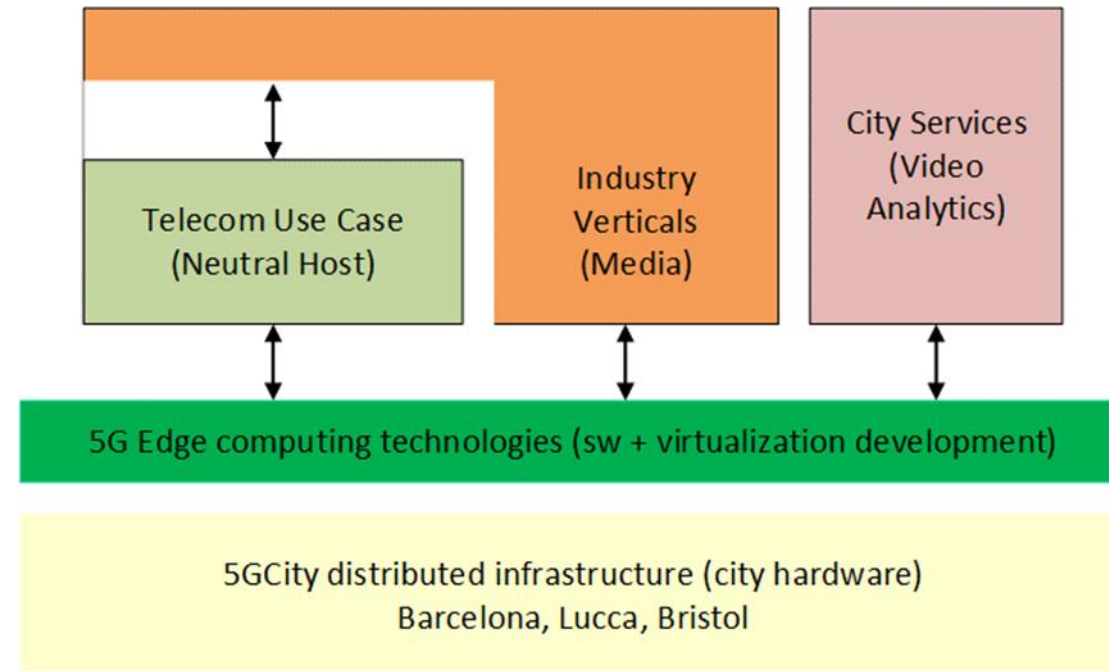 Telecom Use Case
(Neutral Host)
Industry
Verticals
(Media)
City Services
(Video
Analytics)
5G Edge computing technologies (sw + virtualization development)
5GCity distributed infrastructure (city hardware)
Barcelona, Lucca, Bristol